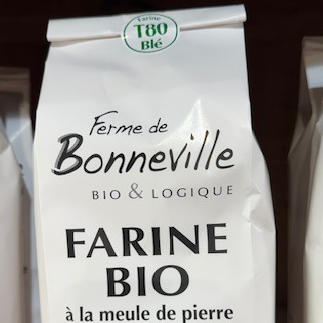 Farine
T80
Blé
Ferme de
Bonneville
BIO & LOGIQUE
FARINE
BIO
à la meule de pierre